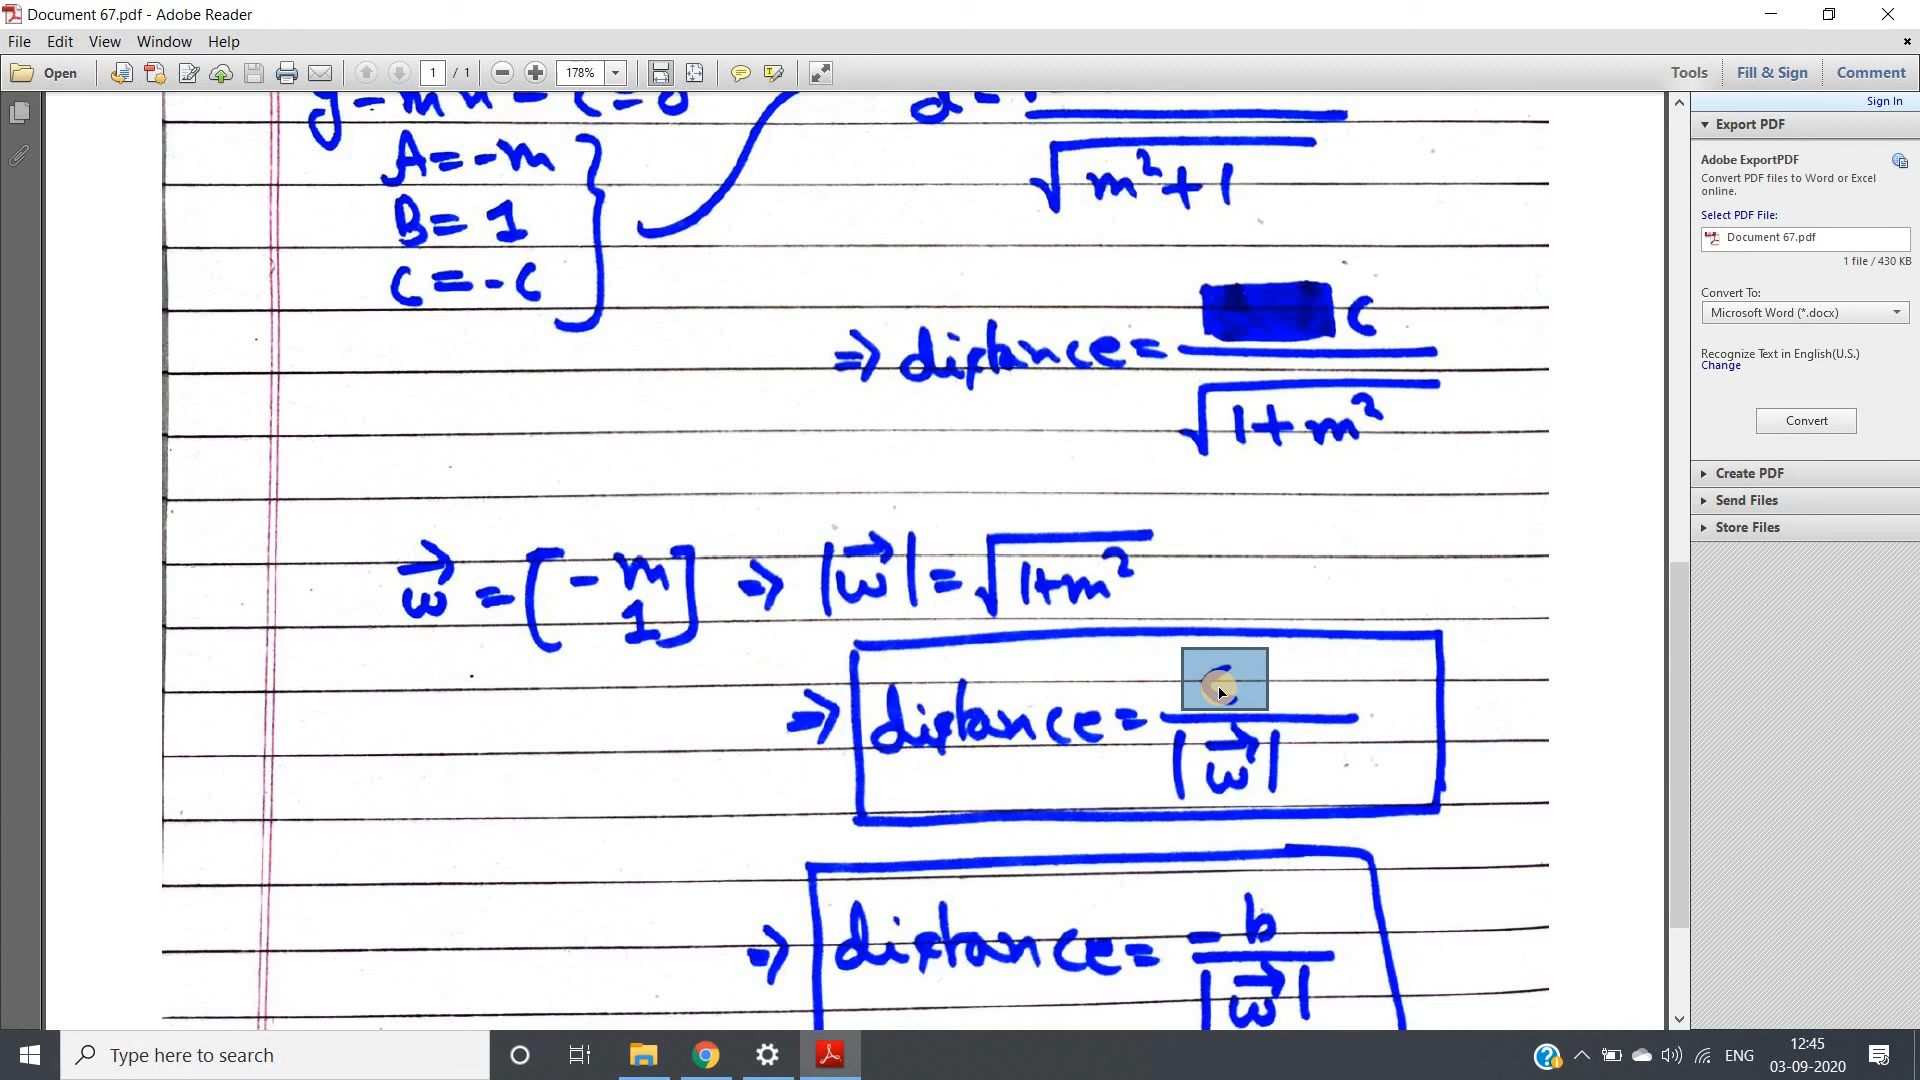 Document 67.pdf - Adobe Reader
File Edit View Window Help
Open 1 / 1 178% Tools Fill & Sign Comment
Sign In
Export PDF
Adobe ExportPDF
Convert PDF files to Word or Excel online.
Select PDF File:
Document 67.pdf
1 file / 430 KB
Convert To:
Microsoft Word (*.docx)
Recognize Text in English(U.S.)
Change
Convert
Create PDF
Send Files
Store Files
y - mx - c = 0
A = -m
B = 1
C = -c
d =
√m²+1
⇒ distance = c
√1+m²
w⃗ = [-m 1] ⇒ |w⃗| = √1+m²
⇒ distance = c
|w⃗|
⇒ distance = -b
|w⃗|
Type here to search
ENG
12:45
03-09-2020